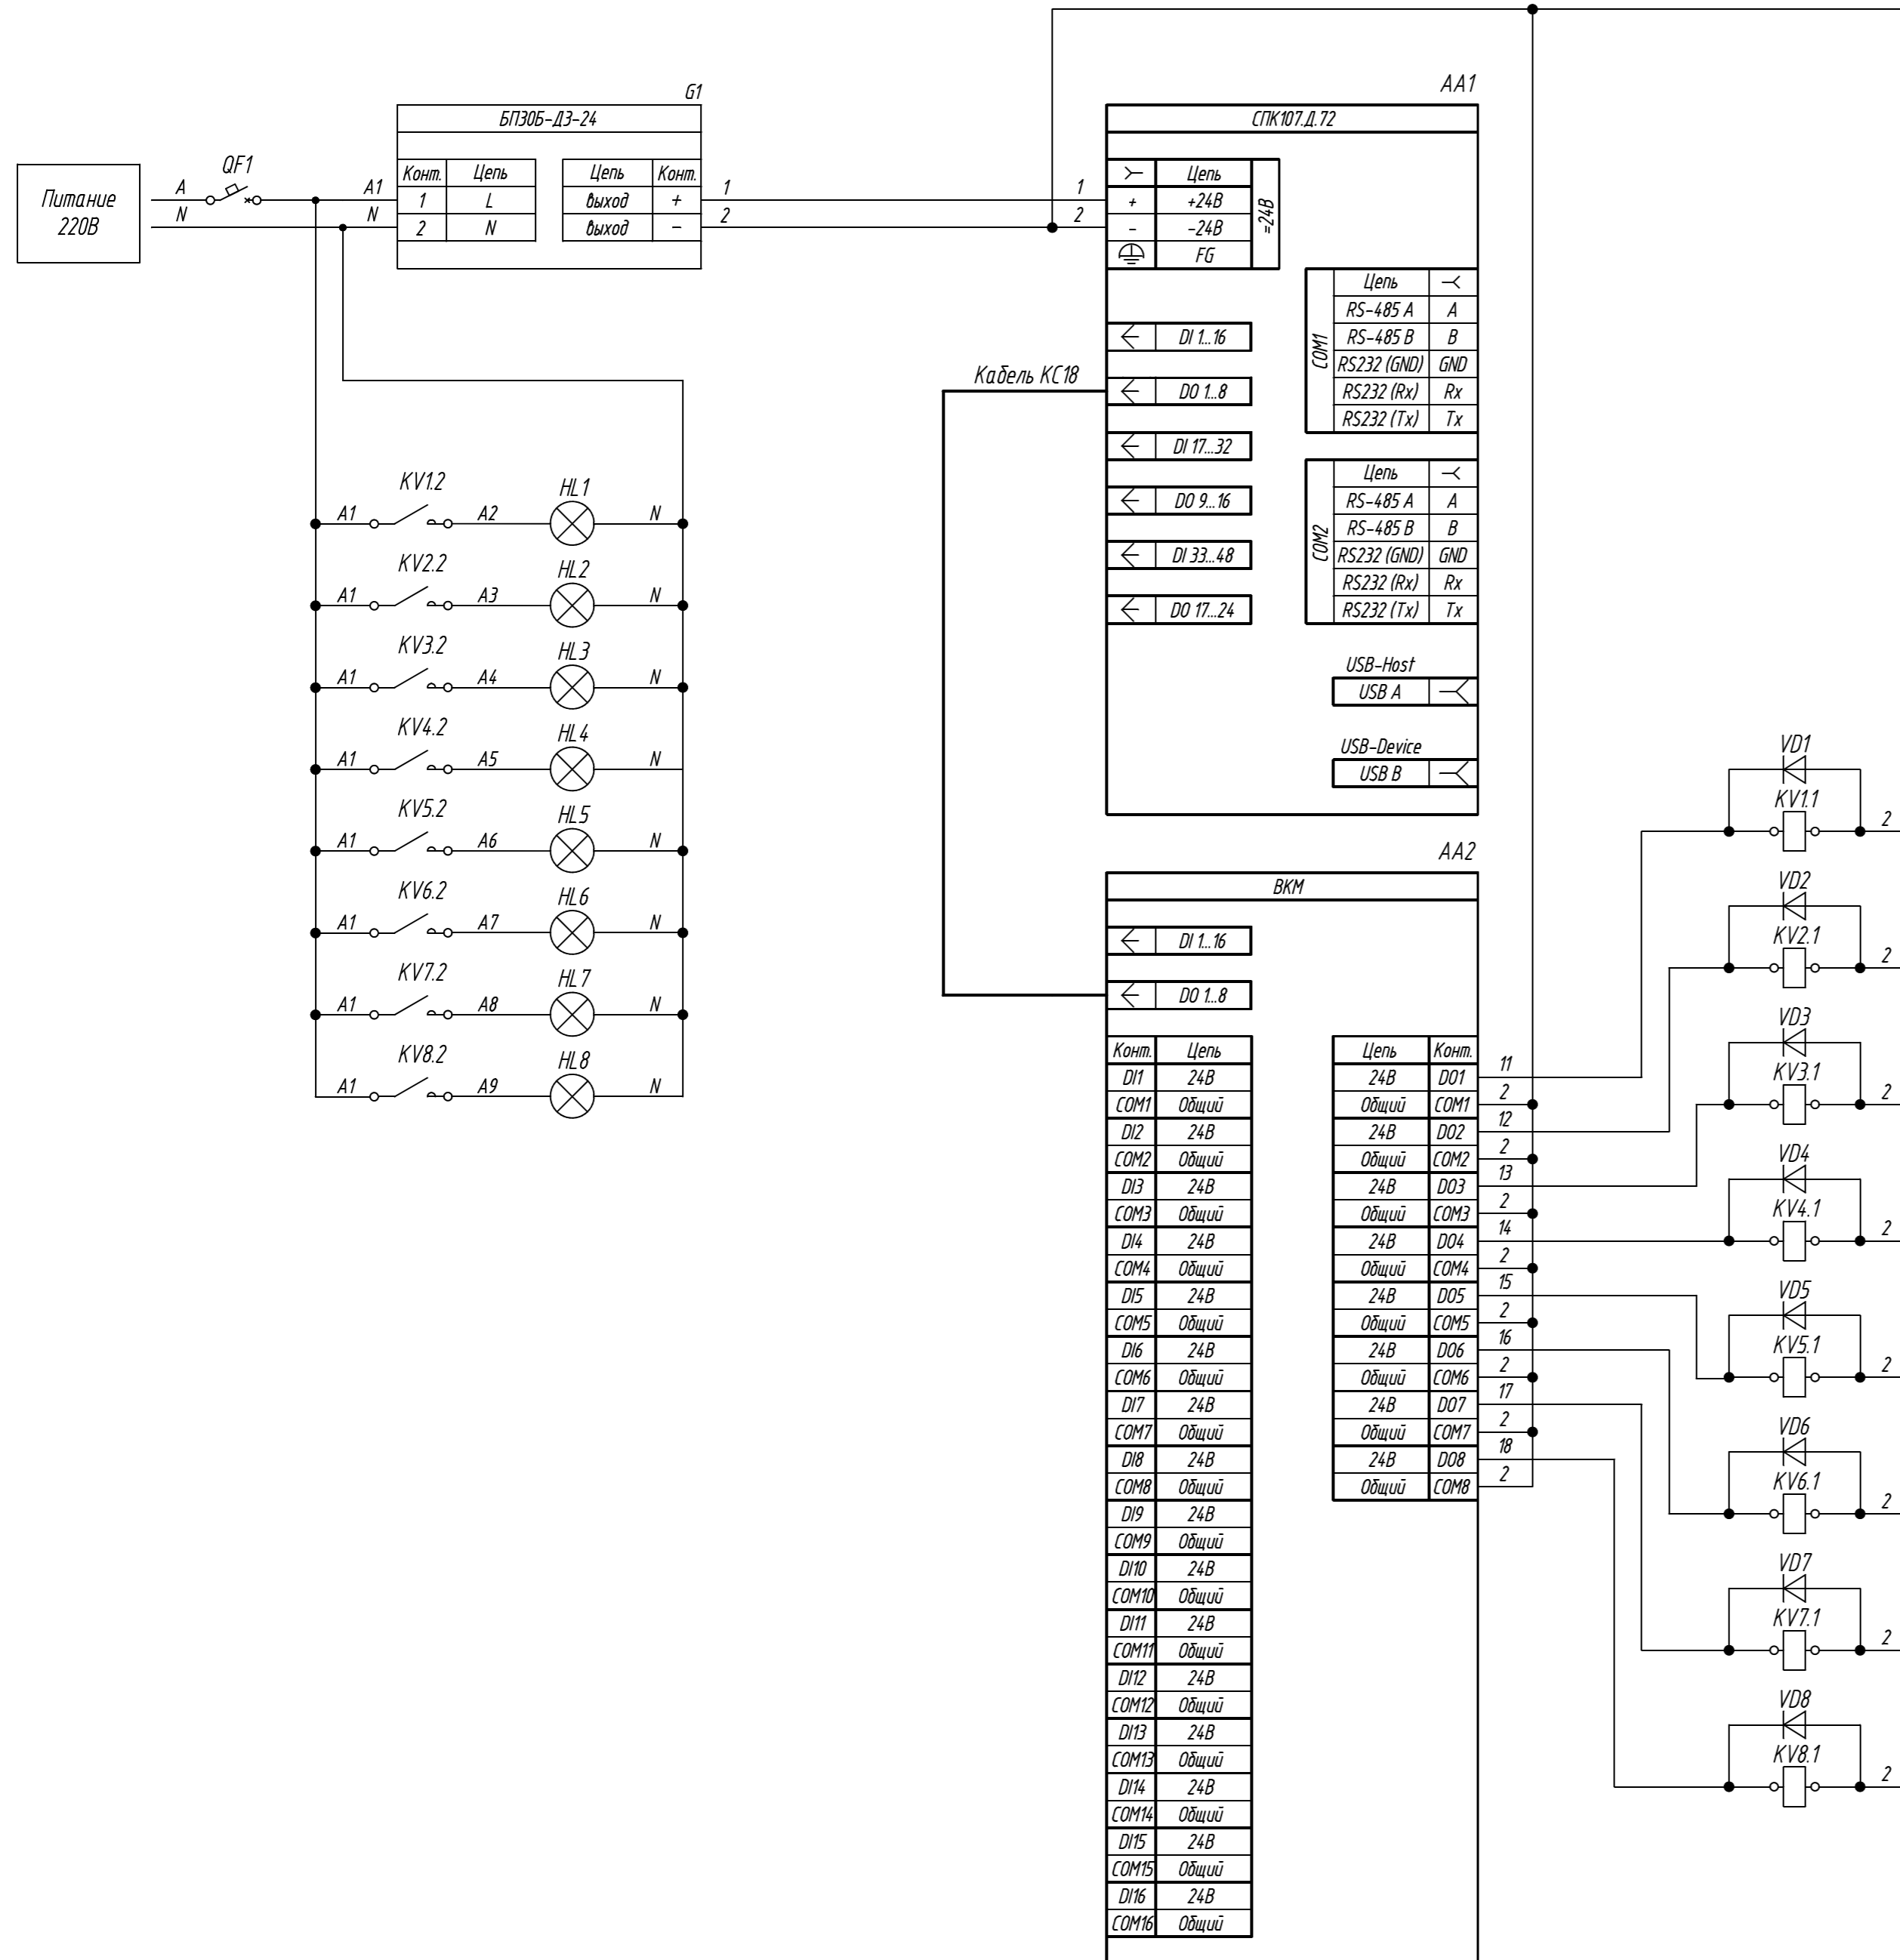 G1
БП30Б-Д3-24
Питание
220В
A
QF1
N
A1
N
Конт. Цепь
1 L
2 N
Цепь Конт.
выход +
выход -
1
2
AA1
СПК107.Д.72
1
2
Цепь
+ +24В
- -24В
FG
=24В
DI 1...16
DO 1...8
DI 17...32
DO 9...16
DI 33...48
DO 17...24
Кабель КС18
COM1
Цепь
RS-485 A A
RS-485 B B
RS232 (GND) GND
RS232 (Rx) Rx
RS232 (Tx) Tx
COM2
Цепь
RS-485 A A
RS-485 B B
RS232 (GND) GND
RS232 (Rx) Rx
RS232 (Tx) Tx
USB-Host
USB A
USB-Device
USB B
KV1.2 HL1
A1 A2 N
KV2.2 HL2
A1 A3 N
KV3.2 HL3
A1 A4 N
KV4.2 HL4
A1 A5 N
KV5.2 HL5
A1 A6 N
KV6.2 HL6
A1 A7 N
KV7.2 HL7
A1 A8 N
KV8.2 HL8
A1 A9 N
AA2
ВКМ
DI 1...16
DO 1...8
Конт. Цепь
DI1 24В
COM1 Общий
DI2 24В
COM2 Общий
DI3 24В
COM3 Общий
DI4 24В
COM4 Общий
DI5 24В
COM5 Общий
DI6 24В
COM6 Общий
DI7 24В
COM7 Общий
DI8 24В
COM8 Общий
DI9 24В
COM9 Общий
DI10 24В
COM10 Общий
DI11 24В
COM11 Общий
DI12 24В
COM12 Общий
DI13 24В
COM13 Общий
DI14 24В
COM14 Общий
DI15 24В
COM15 Общий
DI16 24В
COM16 Общий
Цепь Конт.
24В DO1 11
Общий COM1 2
24В DO2 12
Общий COM2 2
24В DO3 13
Общий COM3 2
24В DO4 14
Общий COM4 2
24В DO5 15
Общий COM5 2
24В DO6 16
Общий COM6 2
24В DO7 17
Общий COM7 2
24В DO8 18
Общий COM8 2
VD1
KV1.1
2
VD2
KV2.1
2
VD3
KV3.1
2
VD4
KV4.1
2
VD5
KV5.1
2
VD6
KV6.1
2
VD7
KV7.1
2
VD8
KV8.1
2